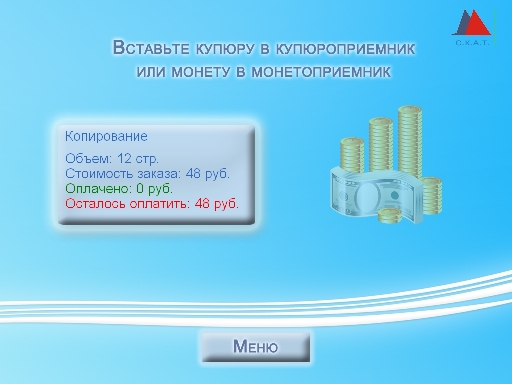 Вставьте купюру в купюроприемник
или монету в монетоприемник
С.К.А.Т.
Копирование
Объем: 12 стр.
Стоимость заказа: 48 руб.
Оплачено: 0 руб.
Осталось оплатить: 48 руб.
Меню